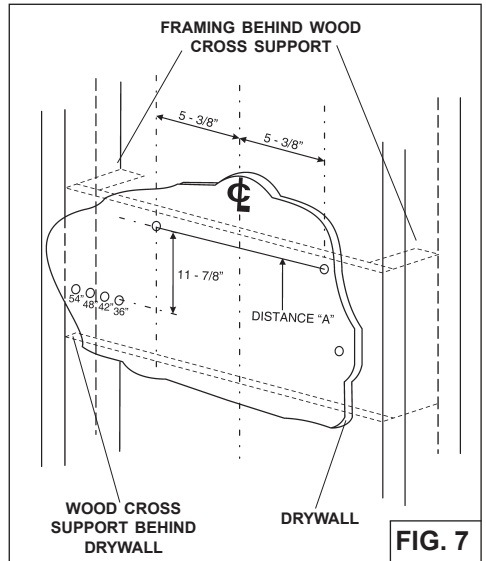 FRAMING BEHIND WOOD
CROSS SUPPORT
5 - 3/8”
5 - 3/8”
℄
11 - 7/8”
54”
48”
42”
36”
DISTANCE “A”
WOOD CROSS
SUPPORT BEHIND
DRYWALL
DRYWALL
FIG. 7